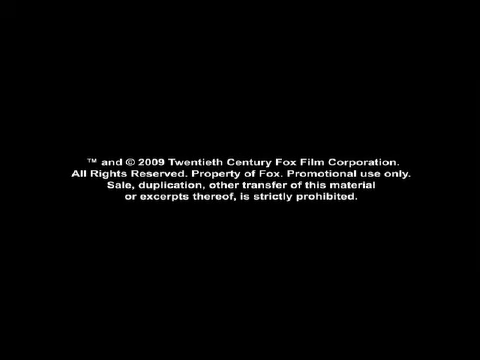 ™ and © 2009 Twentieth Century Fox Film Corporation.
All Rights Reserved. Property of Fox. Promotional use only.
Sale, duplication, other transfer of this material
or excerpts thereof, is strictly prohibited.